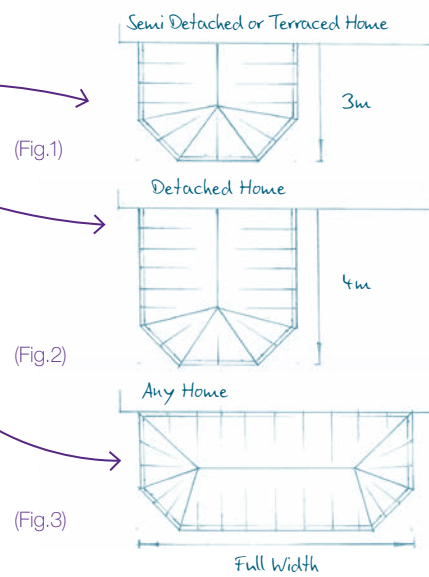 Semi Detached or Terraced Home
3m
(Fig.1)
Detached Home
4m
(Fig.2)
Any Home
(Fig.3)
Full Width